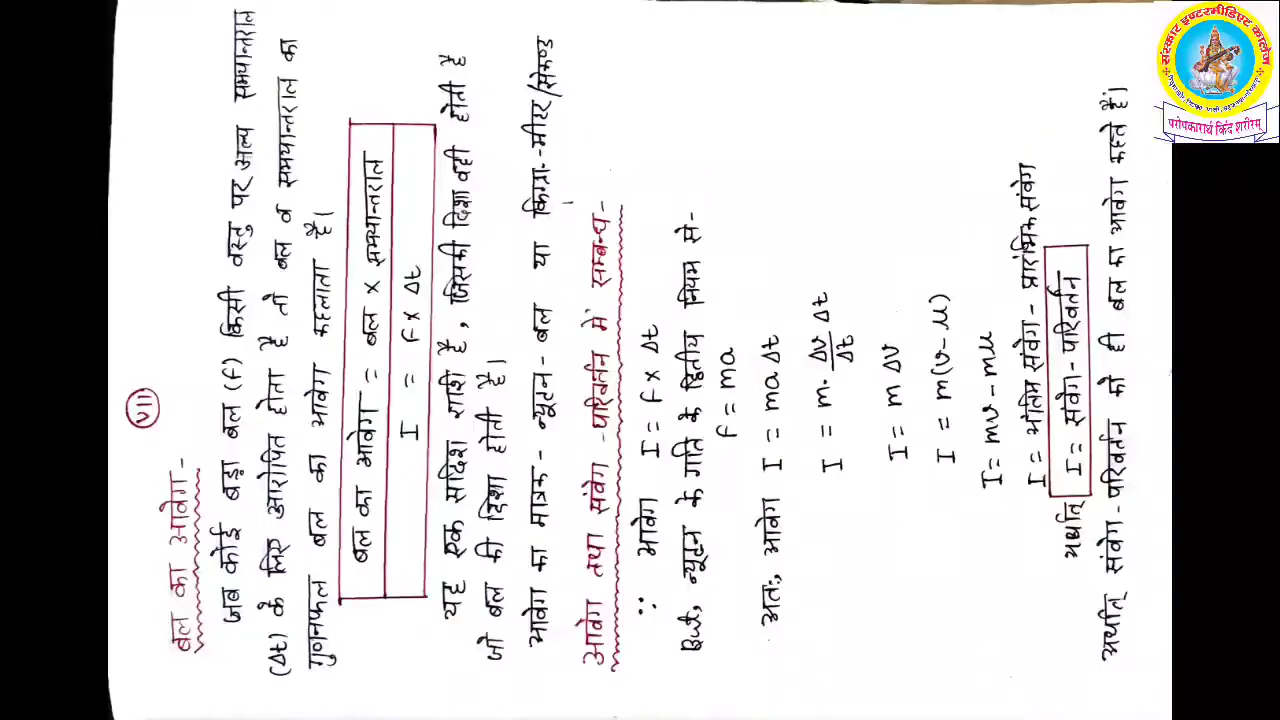 VII
बल का आवेग-
जब कोई बड़ा बल (F) किसी वस्तु पर अल्प समयान्तराल
(Δt) के लिए आरोपित होता है तो बल व समयान्तराल का
गुणनफल बल का आवेग कहलाता है।
बल का आवेग = बल × समयान्तराल
I = F × Δt
यह एक सदिश राशि है, जिसकी दिशा वही होती है
जो बल की दिशा होती है।
आवेग का मात्रक - न्यूटन-बल या किग्रा-मीटर/सेकण्ड
आवेग तथा संवेग-परिवर्तन में सम्बन्ध-
∵ आवेग I = F × Δt
But, न्यूटन के गति के द्वितीय नियम से-
F = ma
अतः, आवेग I = ma Δt
I = m. Δv/Δt Δt
I = m Δv
I = m(v-u)
I = mv - mu
I = अंतिम संवेग - प्रारंभिक संवेग
अर्थात् I = संवेग-परिवर्तन
अर्थात् संवेग-परिवर्तन को ही बल का आवेग कहते हैं।
संस्कार इण्टरमीडिएट कालेज
परोपकारार्थ किंद शरीरम्